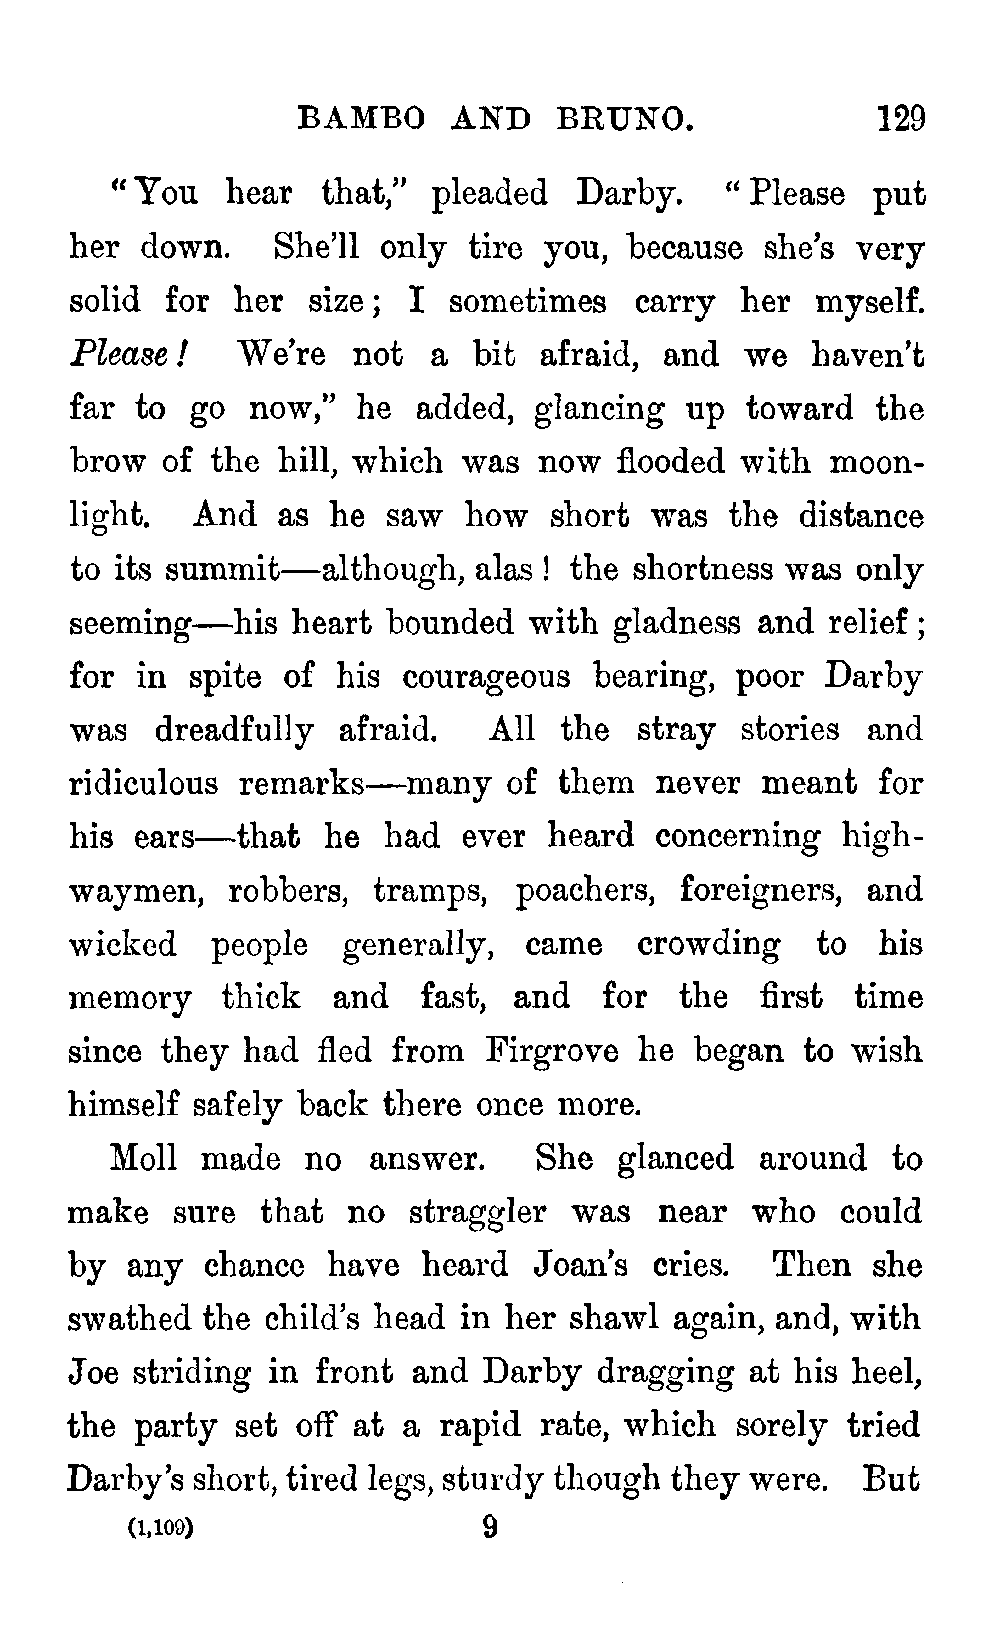 BAMBO AND BRUNO. 129
“You hear that,” pleaded Darby. “Please put
her down. She’ll only tire you, because she’s very
solid for her size; I sometimes carry her myself.
Please! We’re not a bit afraid, and we haven’t
far to go now,” he added, glancing up toward the
brow of the hill, which was now flooded with moon-
light. And as he saw how short was the distance
to its summit—although, alas! the shortness was only
seeming—his heart bounded with gladness and relief;
for in spite of his courageous bearing, poor Darby
was dreadfully afraid. All the stray stories and
ridiculous remarks—many of them never meant for
his ears—that he had ever heard concerning high-
waymen, robbers, tramps, poachers, foreigners, and
wicked people generally, came crowding to his
memory thick and fast, and for the first time
since they had fled from Firgrove he began to wish
himself safely back there once more.
Moll made no answer. She glanced around to
make sure that no straggler was near who could
by any chance have heard Joan’s cries. Then she
swathed the child’s head in her shawl again, and, with
Joe striding in front and Darby dragging at his heel,
the party set off at a rapid rate, which sorely tried
Darby’s short, tired legs, sturdy though they were. But
(1,109) 9